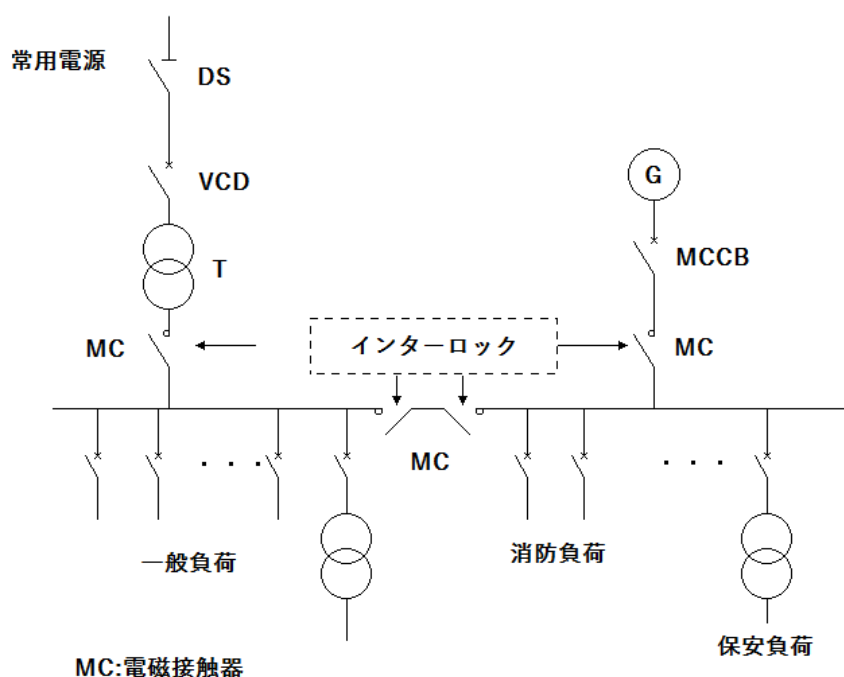 常用電源
DS
VCD
T
G
MCCB
MC
インターロック
MC
MC
一般負荷
消防負荷
保安負荷
MC:電磁接触器